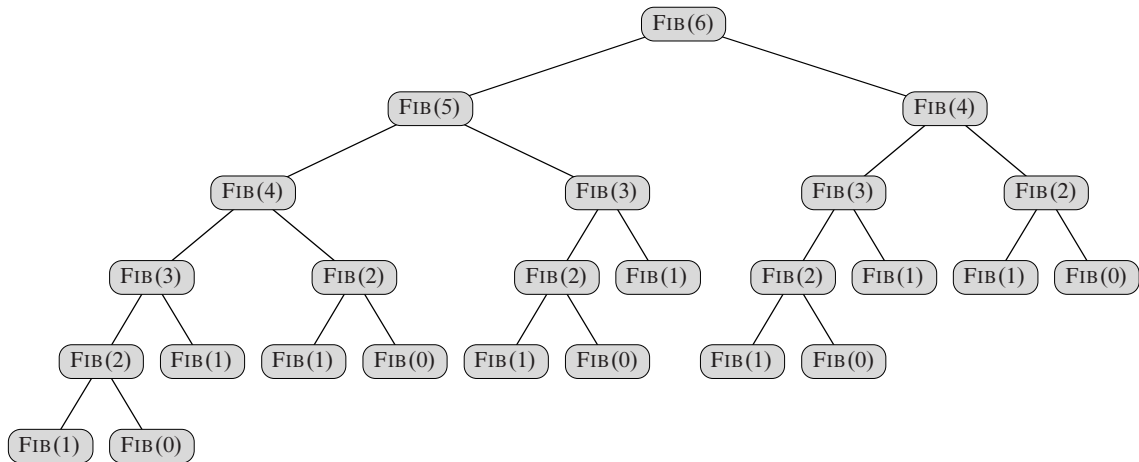 FIB(6)
FIB(5) FIB(4)
FIB(4) FIB(3) FIB(3) FIB(2)
FIB(3) FIB(2) FIB(2) FIB(1) FIB(2) FIB(1) FIB(1) FIB(0)
FIB(2) FIB(1) FIB(1) FIB(0) FIB(1) FIB(0) FIB(1) FIB(0)
FIB(1) FIB(0)